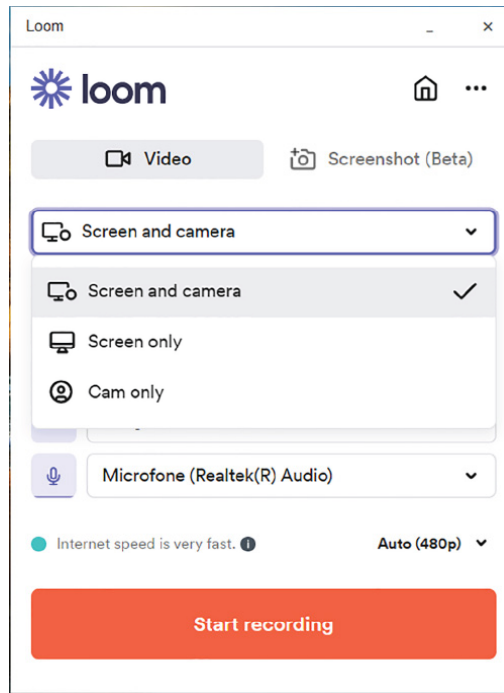 Loom
loom
Video
Screenshot (Beta)
Screen and camera
Screen and camera
Screen only
Cam only
Microfone (Realtek(R) Audio)
Internet speed is very fast.
Auto (480p)
Start recording